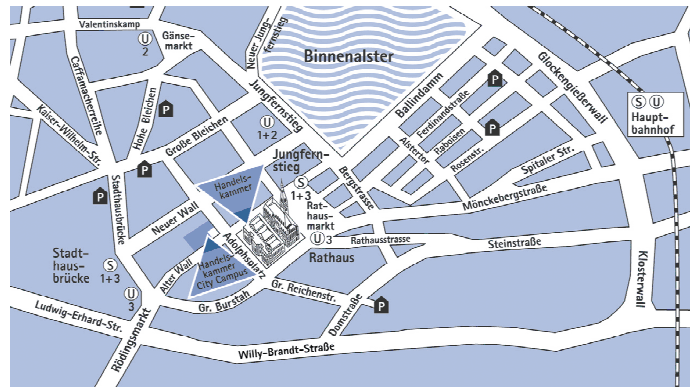 Valentinskamp
U
2
Gänse-
markt
Neuer Jung-
fernstieg
Binnenalster
Glockengießerwall
S U
Haupt-
bahnhof
Caffamacherreihe
Kaiser-Wilhelm-Str.
Hohe Bleichen
P
Große Bleichen
Jungfernstieg
U
1+2
Ballindamm
P
Ferdinandstraße
Alstertor
Raboisen
P
Rosenstr.
Spitaler Str.
P
P
Jungfern-
stieg
S
1+3
Bergstrasse
Mönckebergstraße
Handels-
kammer
Stadthausbrücke
Neuer Wall
Rat-
haus-
markt
U 3
Rathaus
Rathausstrasse
Steinstraße
Klosterwall
Adolphsplatz
Alter Wall
Handels-
kammer
City Campus
Stadt-
haus-
brücke
S
1+3
U
3
Gr. Burstah
Gr. Reichenstr.
P
Domstraße
Ludwig-Erhard-Str.
Rödingsmarkt
Willy-Brandt-Straße